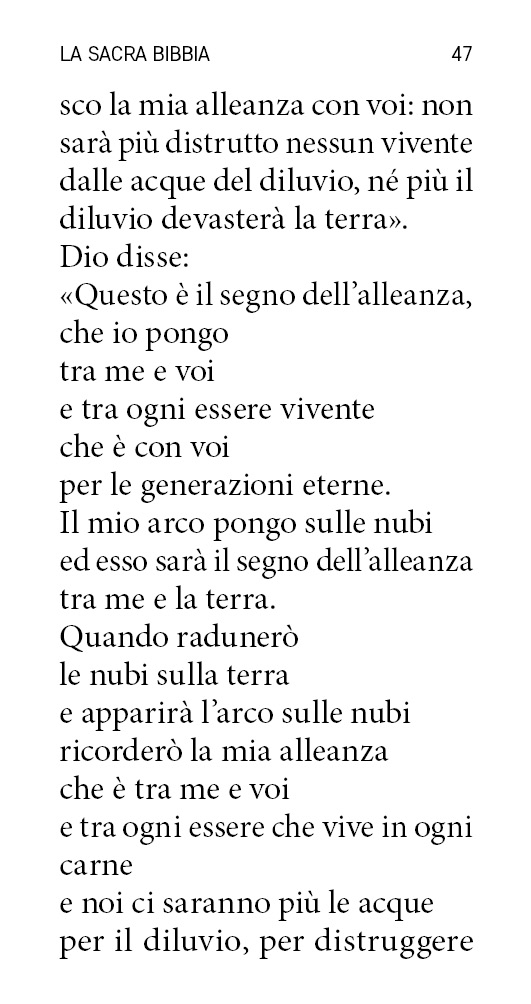 LA SACRA BIBBIA 47
sco la mia alleanza con voi: non
sarà più distrutto nessun vivente
dalle acque del diluvio, né più il
diluvio devasterà la terra».
Dio disse:
«Questo è il segno dell’alleanza,
che io pongo
tra me e voi
e tra ogni essere vivente
che è con voi
per le generazioni eterne.
Il mio arco pongo sulle nubi
ed esso sarà il segno dell’alleanza
tra me e la terra.
Quando radunerò
le nubi sulla terra
e apparirà l’arco sulle nubi
ricorderò la mia alleanza
che è tra me e voi
e tra ogni essere che vive in ogni
carne
e noi ci saranno più le acque
per il diluvio, per distruggere